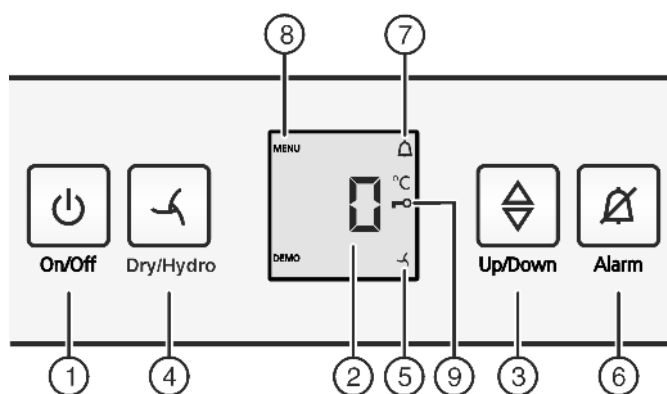 8 7
MENU
°C
0
DEMO
On/Off Dry/Hydro Up/Down Alarm
1 4 2 5 9 3 6